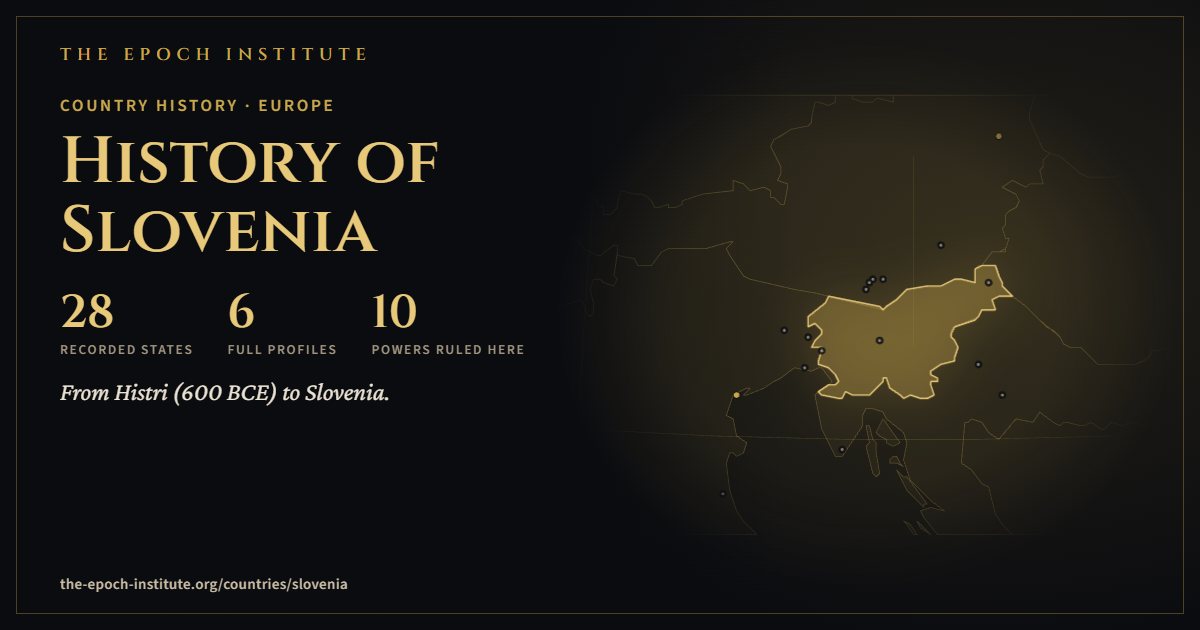 THE EPOCH INSTITUTE
COUNTRY HISTORY · EUROPE
HISTORY OF
SLOVENIA
28 6 10
RECORDED STATES FULL PROFILES POWERS RULED HERE
From Histri (600 BCE) to Slovenia.
the-epoch-institute.org/countries/slovenia